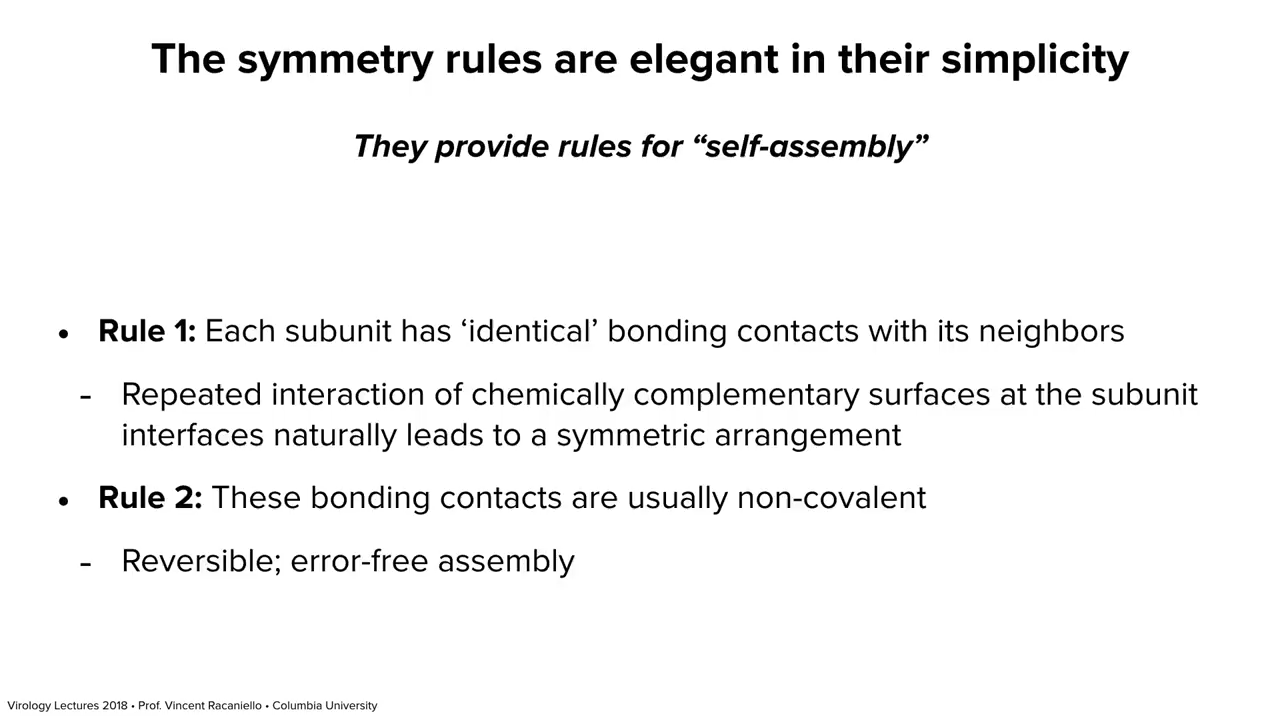 The symmetry rules are elegant in their simplicity
They provide rules for “self-assembly”
• Rule 1: Each subunit has ‘identical’ bonding contacts with its neighbors
- Repeated interaction of chemically complementary surfaces at the subunit
interfaces naturally leads to a symmetric arrangement
• Rule 2: These bonding contacts are usually non-covalent
- Reversible; error-free assembly
Virology Lectures 2018 • Prof. Vincent Racaniello • Columbia University